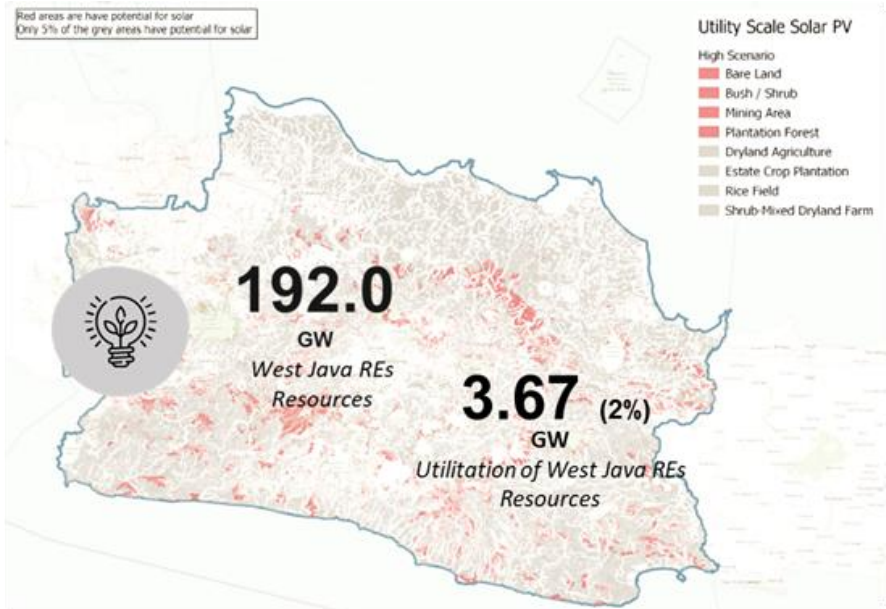 Red areas are have potential for solar
Only 5% of the grey areas have potential for solar
Utility Scale Solar PV
High Scenario
Bare Land
Bush / Shrub
Mining Area
Plantation Forest
Dryland Agriculture
Estate Crop Plantation
Rice Field
Shrub-Mixed Dryland Farm
192.0
GW
West Java REs
Resources
3.67 (2%)
GW
Utilitation of West Java REs
Resources